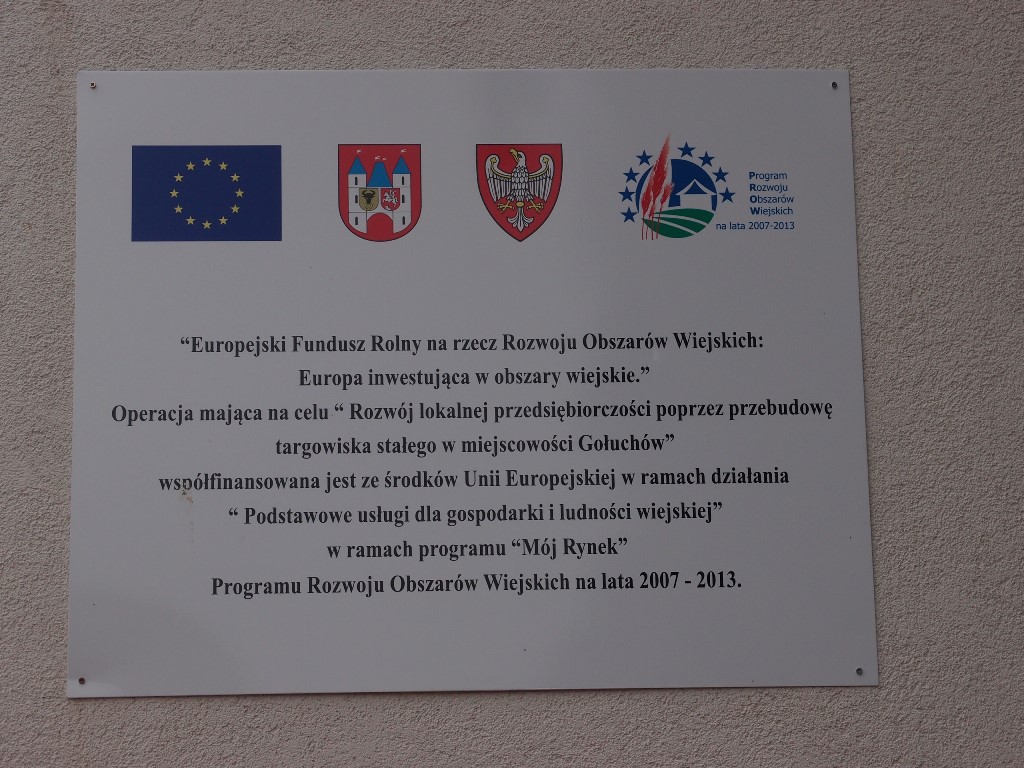 Program
Rozwoju
Obszarów
Wiejskich
na lata 2007-2013
“Europejski Fundusz Rolny na rzecz Rozwoju Obszarów Wiejskich:
Europa inwestująca w obszary wiejskie.”
Operacja mająca na celu “ Rozwój lokalnej przedsiębiorczości poprzez przebudowę
targowiska stałego w miejscowości Gołuchów”
współfinansowana jest ze środków Unii Europejskiej w ramach działania
“ Podstawowe usługi dla gospodarki i ludności wiejskiej”
w ramach programu “Mój Rynek”
Programu Rozwoju Obszarów Wiejskich na lata 2007 - 2013.